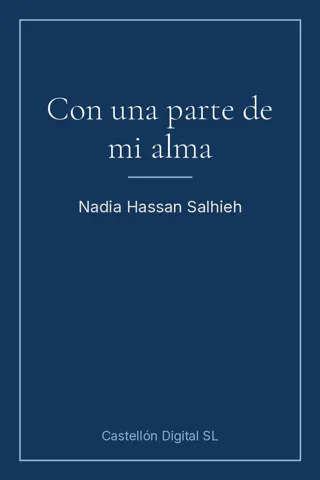 Con una parte de
mi alma
Nadia Hassan Salhieh
Castellón Digital SL